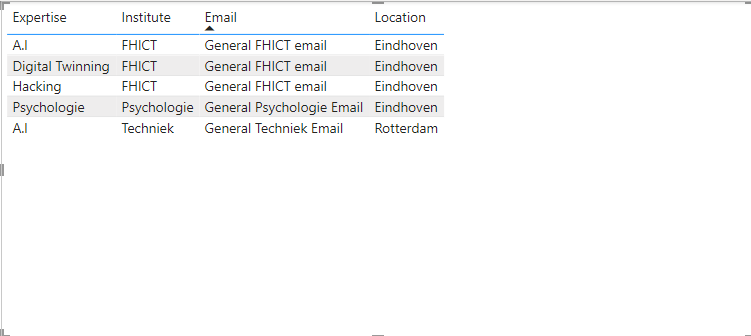 Expertise Institute Email Location
A.I FHICT General FHICT email Eindhoven
Digital Twinning FHICT General FHICT email Eindhoven
Hacking FHICT General FHICT email Eindhoven
Psychologie Psychologie General Psychologie Email Eindhoven
A.I Techniek General Techniek Email Rotterdam